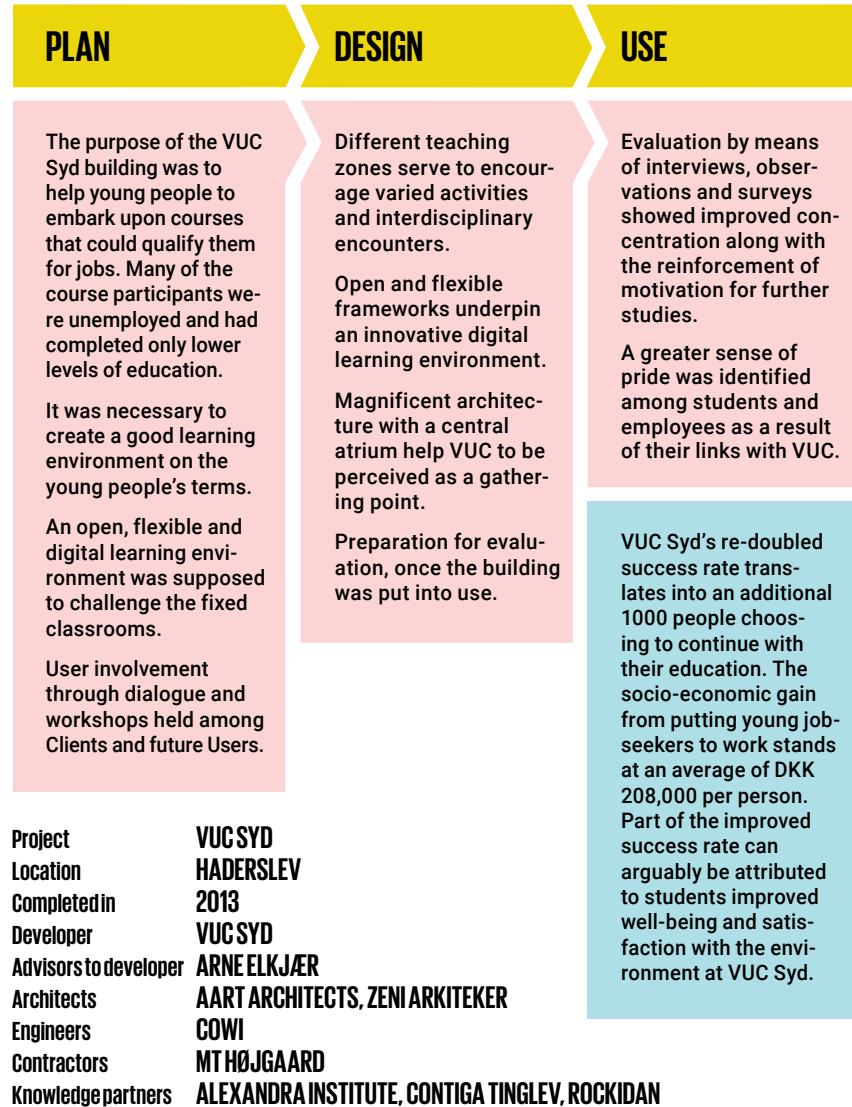 PLAN
The purpose of the VUC
Syd building was to
help young people to
embark upon courses
that could qualify them
for jobs. Many of the
course participants we-
re unemployed and had
completed only lower
levels of education.
It was necessary to
create a good learning
environment on the
young people's terms.
An open, flexible and
digital learning envi-
ronment was supposed
to challenge the fixed
classrooms.
User involvement
through dialogue and
workshops held among
Clients and future Users.
DESIGN
Different teaching
zones serve to encour-
age varied activities
and interdisciplinary
encounters.
Open and flexible
frameworks underpin
an innovative digital
learning environment.
Magnificent architec-
ture with a central
atrium help VUC to be
perceived as a gather-
ing point.
Preparation for evalu-
ation, once the building
was put into use.
USE
Evaluation by means
of interviews, obser-
vations and surveys
showed improved con-
centration along with
the reinforcement of
motivation for further
studies.
A greater sense of
pride was identified
among students and
employees as a result
of their links with VUC.
VUC Syd's re-doubled
success rate trans-
lates into an additional
1000 people choos-
ing to continue with
their education. The
socio-economic gain
from putting young job-
seekers to work stands
at an average of DKK
208,000 per person.
Part of the improved
success rate can
arguably be attributed
to students improved
well-being and satis-
faction with the envi-
ronment at VUC Syd.
Project VUC SYD
Location HADERSLEV
Completed in 2013
Developer VUC SYD
Advisors to developer ARNE ELKJÆR
Architects AART ARCHITECTS, ZENI ARKITEKER
Engineers COWI
Contractors MT HØJGAARD
Knowledge partners ALEXANDRA INSTITUTE, CONTIGA TINGLEV, ROCKIDAN